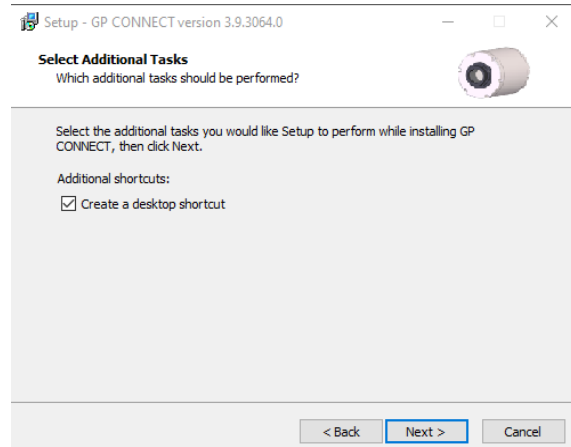 Setup - GP CONNECT version 3.9.3064.0
Select Additional Tasks
Which additional tasks should be performed?
Select the additional tasks you would like Setup to perform while installing GP
CONNECT, then click Next.
Additional shortcuts:
Create a desktop shortcut
< Back Next > Cancel